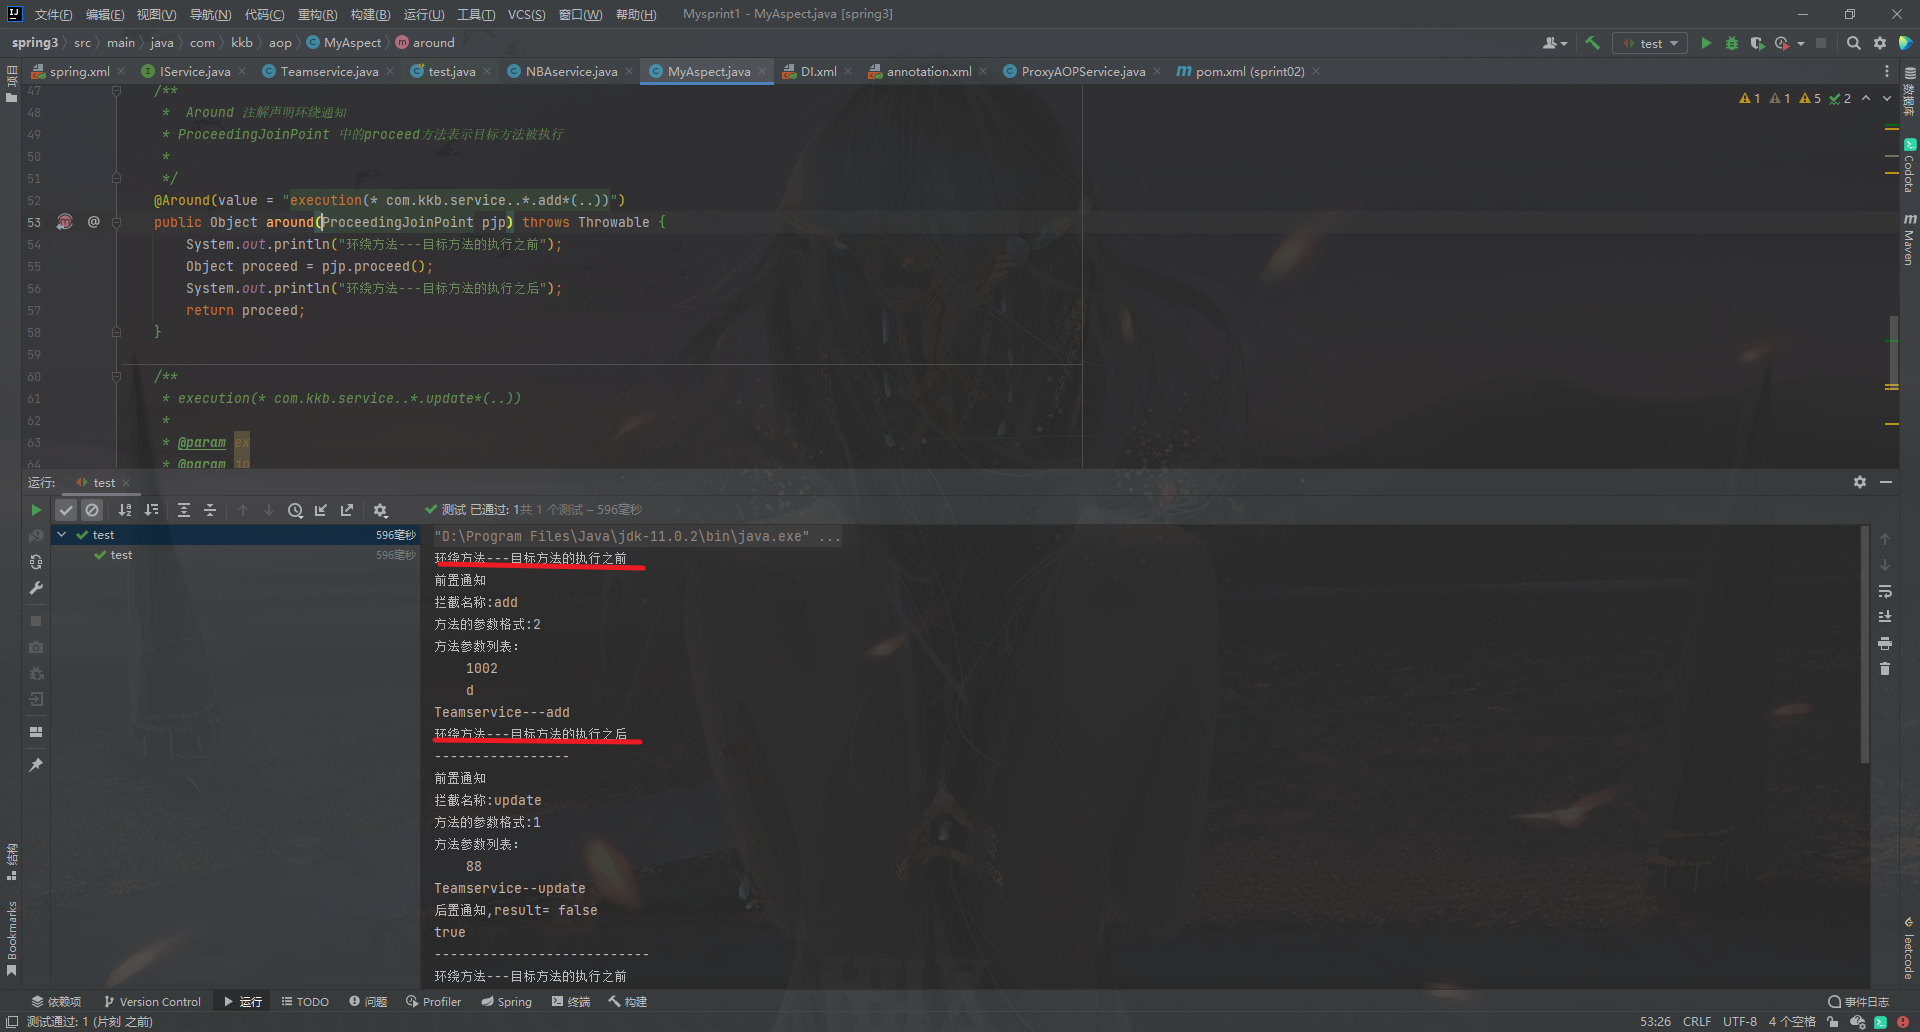 文件(F) 编辑(E) 视图(V) 导航(N) 代码(C) 重构(R) 构建(B) 运行(U) 工具(T) VCS(S) 窗口(W) 帮助(H) Mysprint1 - MyAspect.java [spring3]
spring3 src main java com kkb aop MyAspect around test
spring.xml IService.java Teamservice.java test.java NBAservice.java MyAspect.java DI.xml annotation.xml ProxyAOPService.java pom.xml (sprint02)
项目
数据库
Codota
Maven
1 1 5 2
47 /**
48 * Around 注解声明环绕通知
49 * ProceedingJoinPoint 中的proceed方法表示目标方法被执行
50 *
51 */
52 @Around(value = "execution(* com.kkb.service..*.add*(..))")
53 @ public Object around(ProceedingJoinPoint pjp) throws Throwable {
54 System.out.println("环绕方法---目标方法的执行之前");
55 Object proceed = pjp.proceed();
56 System.out.println("环绕方法---目标方法的执行之后");
57 return proceed;
58 }
59
60 /**
61 * execution(* com.kkb.service..*.update*(..))
62 *
63 * @param ex
64 * @param jp
运行: test
测试 已通过: 1共 1 个测试 – 596毫秒
test 596毫秒
test 596毫秒
"D:\Program Files\Java\jdk-11.0.2\bin\java.exe" ...
环绕方法---目标方法的执行之前
前置通知
拦截名称:add
方法的参数格式:2
方法参数列表:
1002
d
Teamservice---add
环绕方法---目标方法的执行之后
-----------------
前置通知
拦截名称:update
方法的参数格式:1
方法参数列表:
88
Teamservice--update
后置通知,result= false
true
---------------------------
环绕方法---目标方法的执行之前
结构
Bookmarks
leetcode
依赖项 Version Control 运行 TODO 问题 Profiler Spring 终端 构建 事件日志
测试通过: 1 (片刻 之前) 53:26 CRLF UTF-8 4 个空格